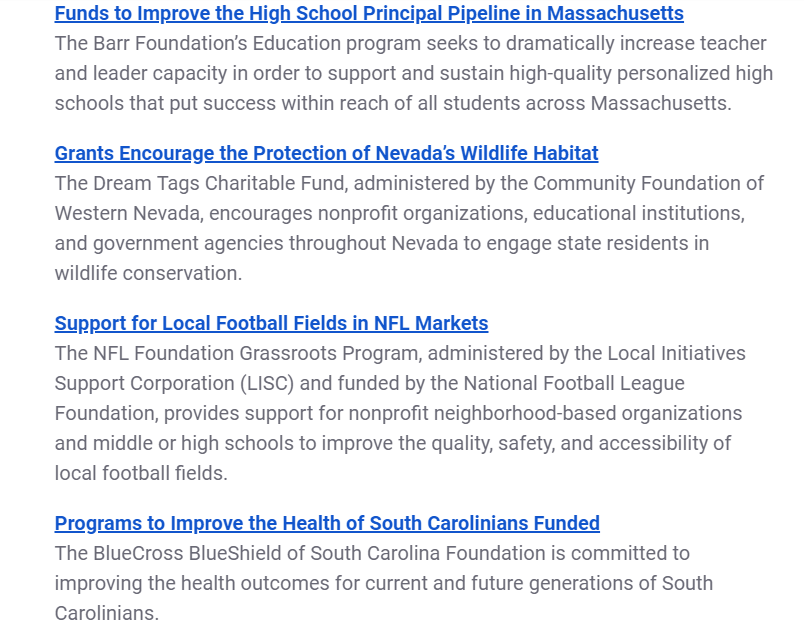 Funds to Improve the High School Principal Pipeline in Massachusetts
The Barr Foundation’s Education program seeks to dramatically increase teacher
and leader capacity in order to support and sustain high-quality personalized high
schools that put success within reach of all students across Massachusetts.
Grants Encourage the Protection of Nevada’s Wildlife Habitat
The Dream Tags Charitable Fund, administered by the Community Foundation of
Western Nevada, encourages nonprofit organizations, educational institutions,
and government agencies throughout Nevada to engage state residents in
wildlife conservation.
Support for Local Football Fields in NFL Markets
The NFL Foundation Grassroots Program, administered by the Local Initiatives
Support Corporation (LISC) and funded by the National Football League
Foundation, provides support for nonprofit neighborhood-based organizations
and middle or high schools to improve the quality, safety, and accessibility of
local football fields.
Programs to Improve the Health of South Carolinians Funded
The BlueCross BlueShield of South Carolina Foundation is committed to
improving the health outcomes for current and future generations of South
Carolinians.